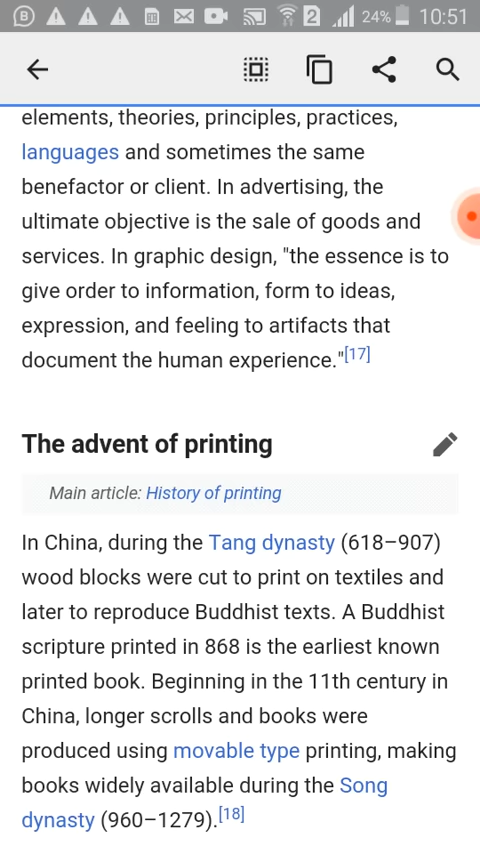 2 24% 10:51
elements, theories, principles, practices,
languages and sometimes the same
benefactor or client. In advertising, the
ultimate objective is the sale of goods and
services. In graphic design, "the essence is to
give order to information, form to ideas,
expression, and feeling to artifacts that
document the human experience."[17]
The advent of printing
Main article: History of printing
In China, during the Tang dynasty (618–907)
wood blocks were cut to print on textiles and
later to reproduce Buddhist texts. A Buddhist
scripture printed in 868 is the earliest known
printed book. Beginning in the 11th century in
China, longer scrolls and books were
produced using movable type printing, making
books widely available during the Song
dynasty (960–1279).[18]